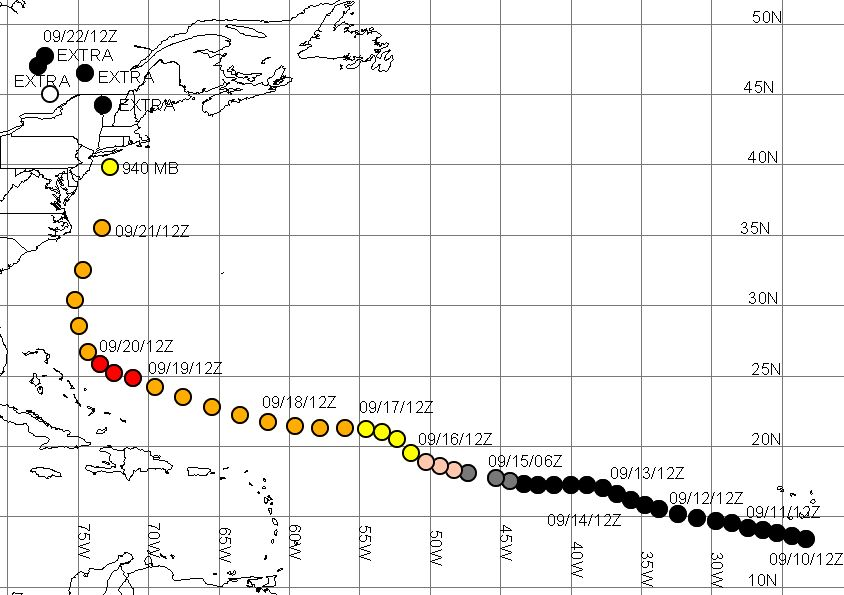 50N
09/22/12Z
EXTRA
EXTRA
EXTRA
45N
EXTRA
40N
940 MB
35N
09/21/12Z
30N
09/20/12Z
09/19/12Z
25N
09/18/12Z
09/17/12Z
09/16/12Z
20N
09/15/06Z
09/13/12Z
09/12/12Z
09/11/12Z
09/14/12Z
75W
70W
65W
60W
55W
50W
45W
40W
35W
30W
09/10/12Z
10N